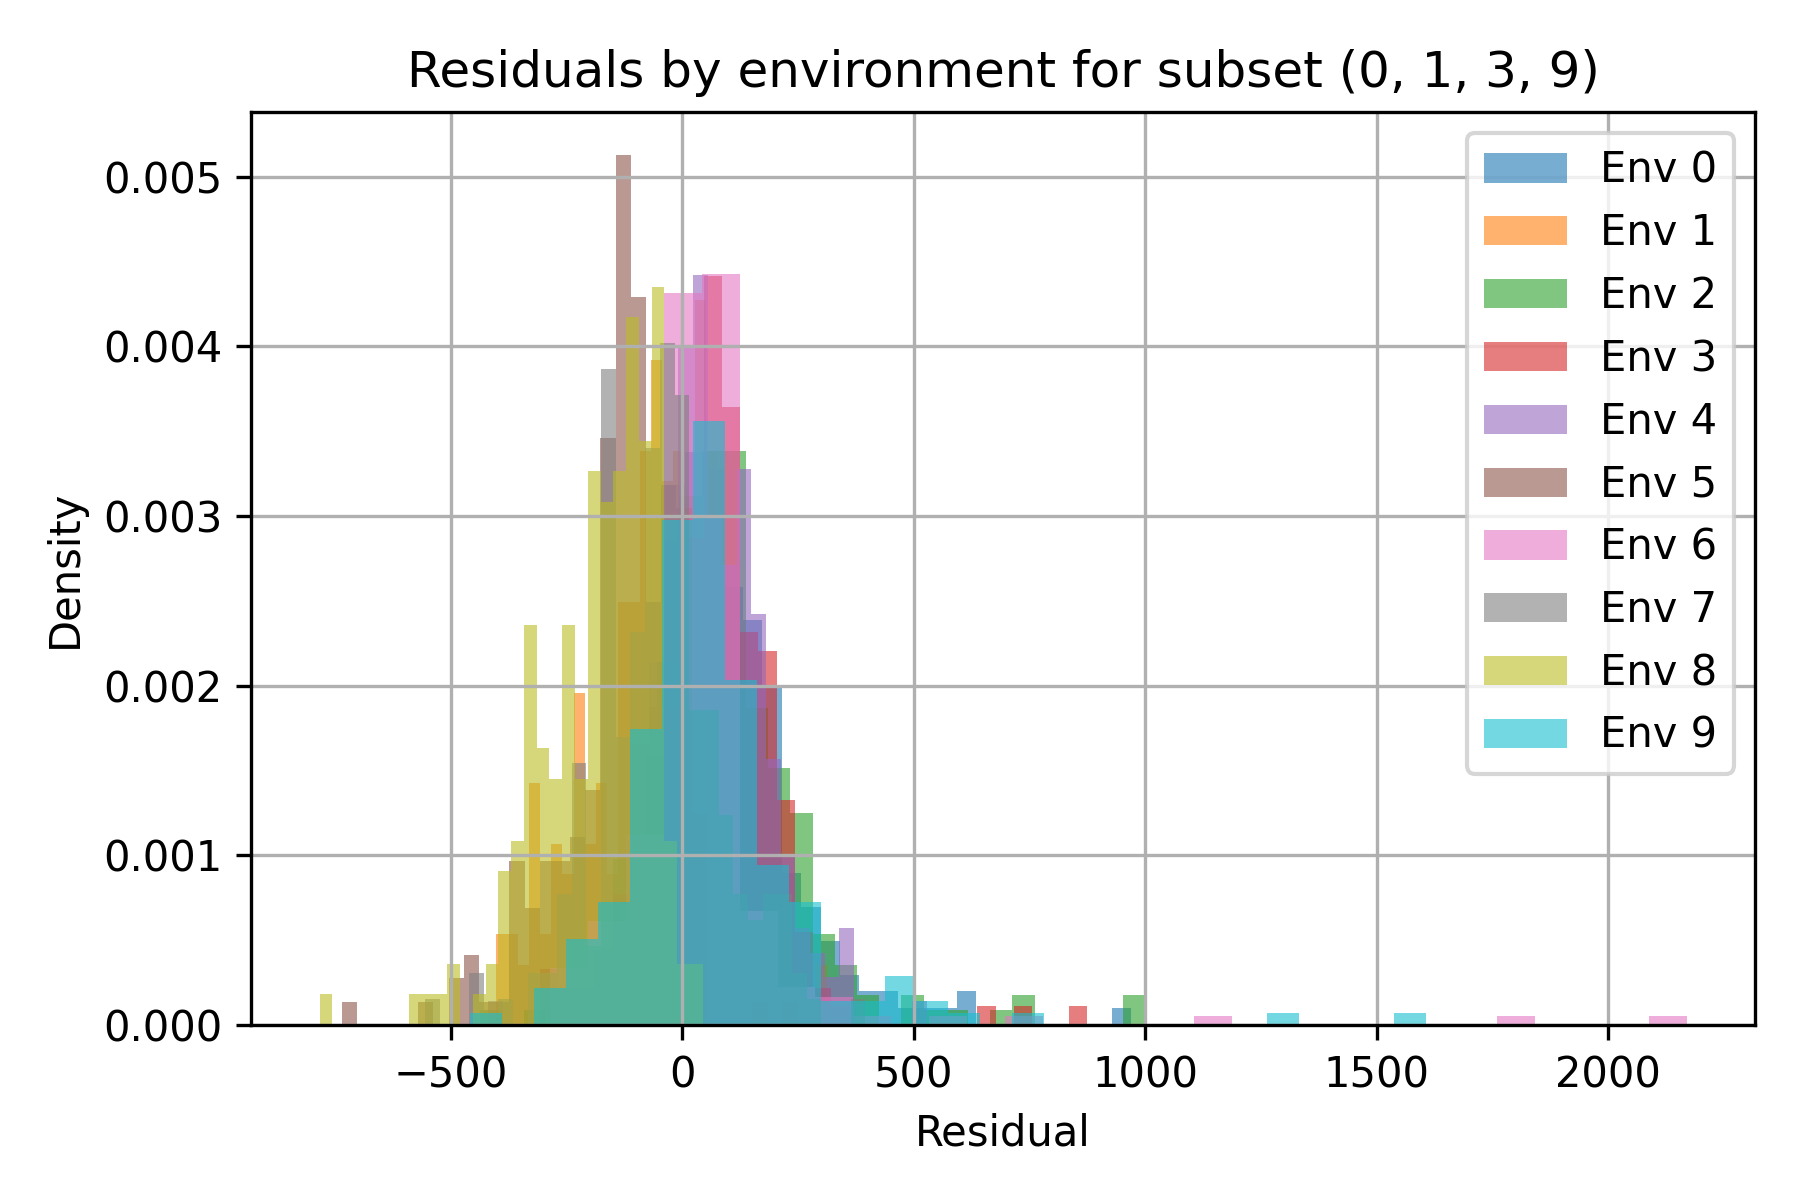 Residuals by environment for subset (0, 1, 3, 9)
Density
0.005
0.004
0.003
0.002
0.001
0.000
−500
0
500
1000
1500
2000
Residual
Env 0
Env 1
Env 2
Env 3
Env 4
Env 5
Env 6
Env 7
Env 8
Env 9